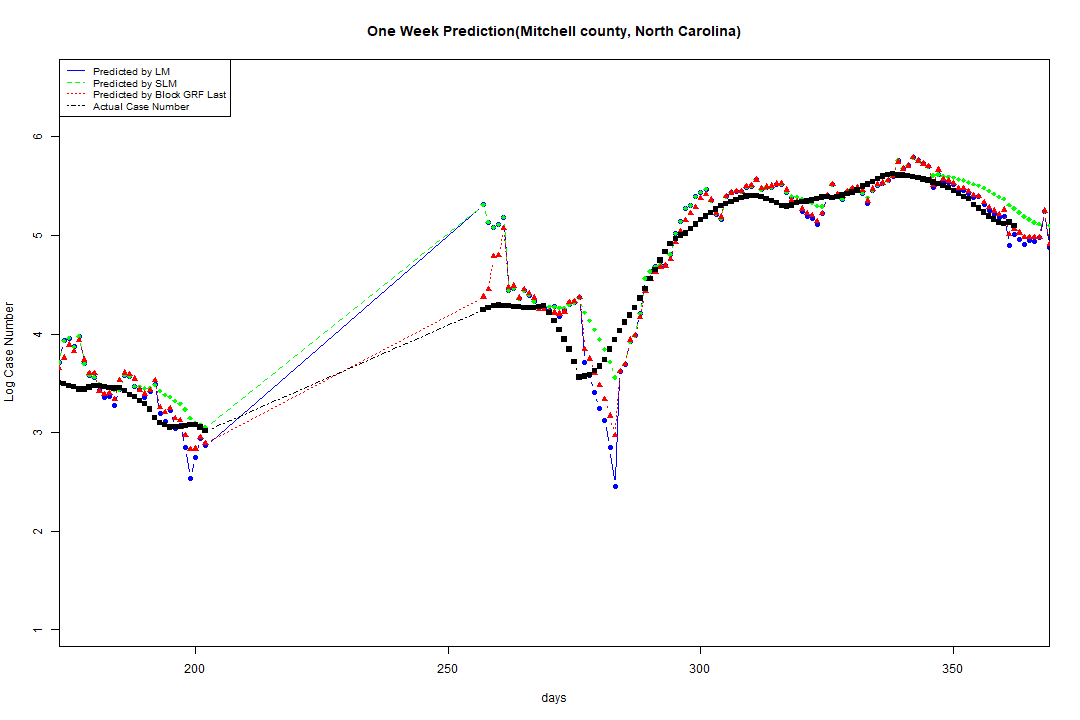 One Week Prediction(Mitchell county, North Carolina)
Predicted by LM
Predicted by SLM
Predicted by Block GRF Last
Actual Case Number
Log Case Number
6
5
4
3
2
1
200 250 300 350
days